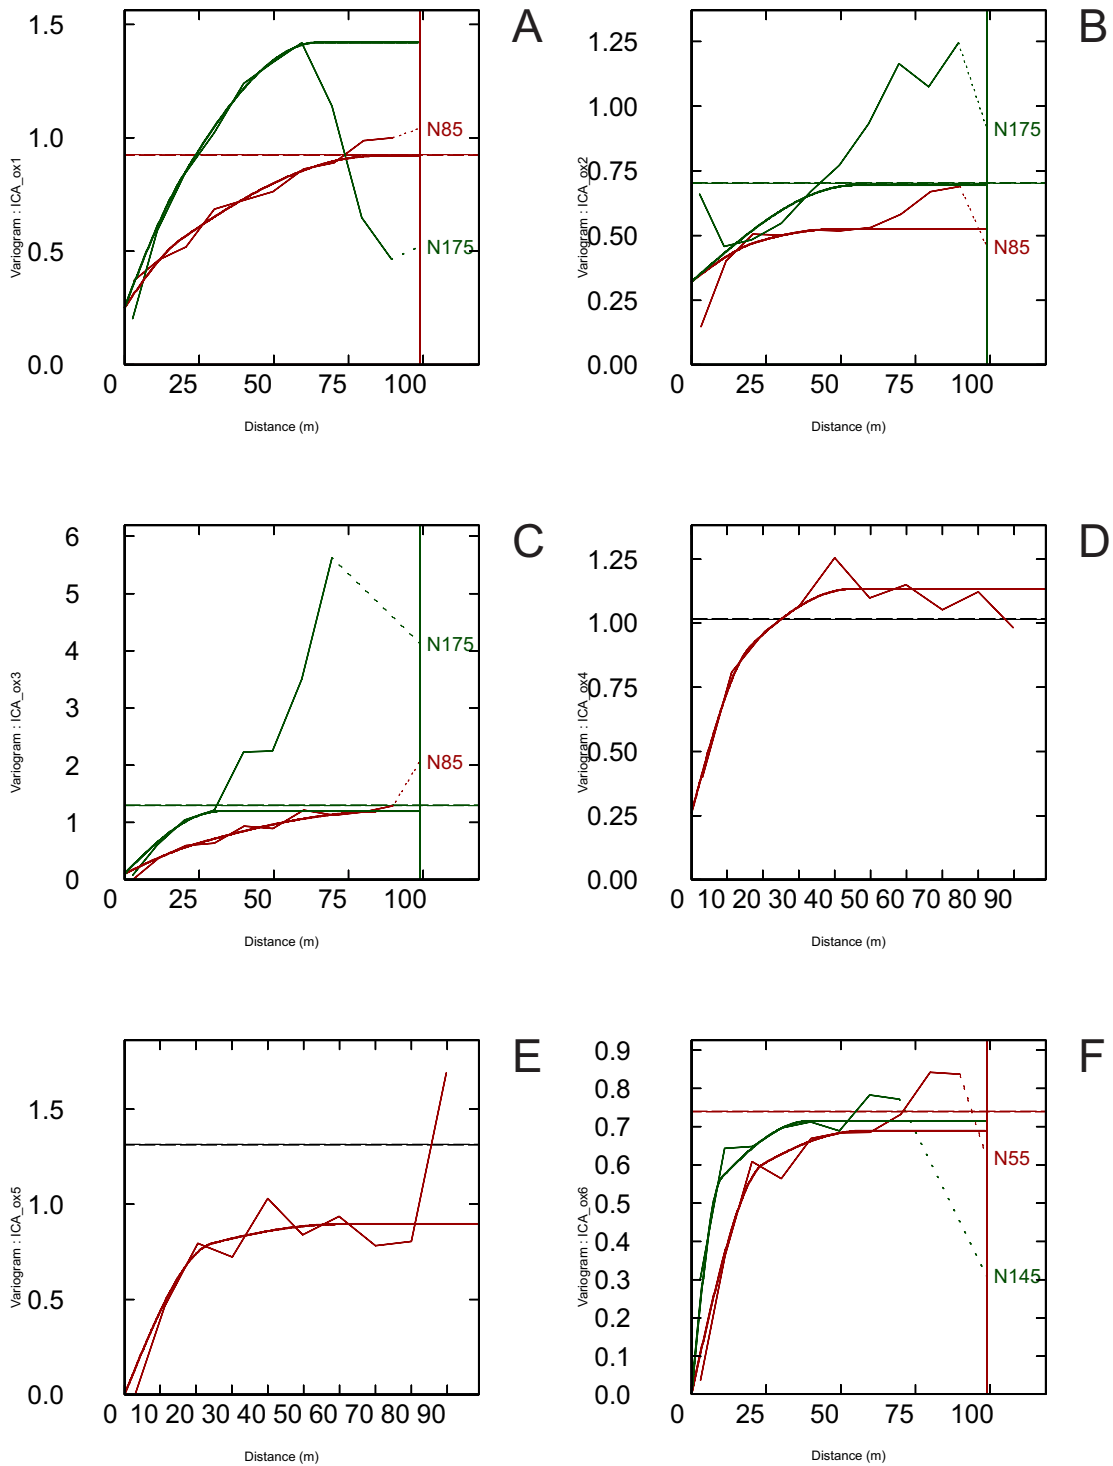 A
Variogram : ICA_ox1
1.5
1.0
0.5
0.0
N85
N175
0 25 50 75 100
Distance (m)
B
Variogram : ICA_ox2
1.25
1.00
0.75
0.50
0.25
0.00
N175
N85
0 25 50 75 100
Distance (m)
C
Variogram : ICA_ox3
6
5
4
3
2
1
0
N175
N85
0 25 50 75 100
Distance (m)
D
Variogram : ICA_ox4
1.25
1.00
0.75
0.50
0.25
0.00
0 10 20 30 40 50 60 70 80 90
Distance (m)
E
Variogram : ICA_ox5
1.5
1.0
0.5
0.0
0 10 20 30 40 50 60 70 80 90
Distance (m)
F
Variogram : ICA_ox6
0.9
0.8
0.7
0.6
0.5
0.4
0.3
0.2
0.1
0.0
N55
N145
0 25 50 75 100
Distance (m)